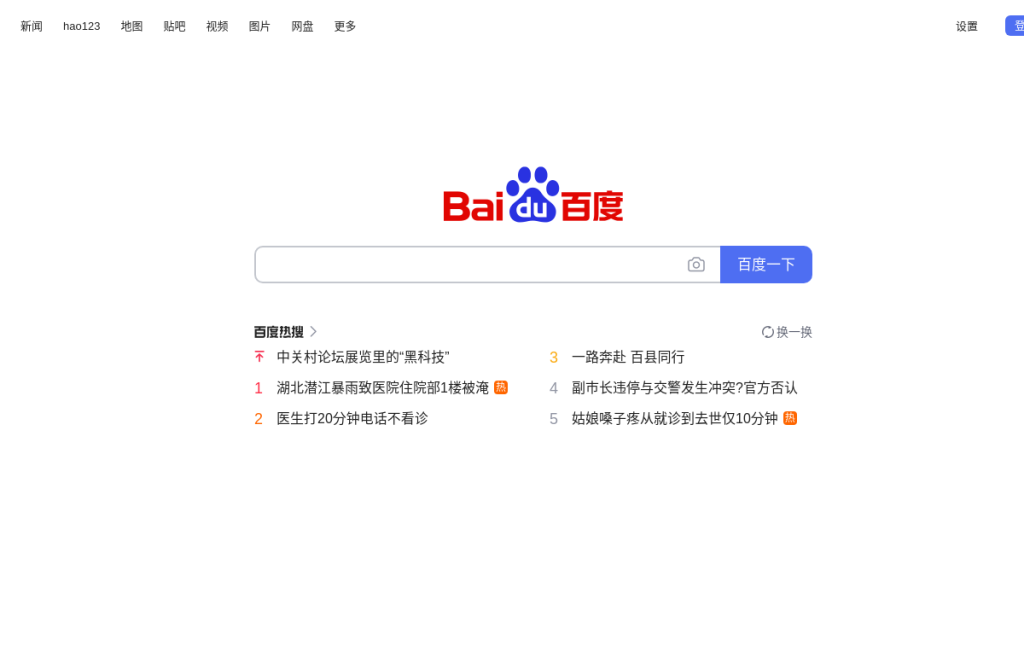 新闻 hao123 地图 贴吧 视频 图片 网盘 更多 设置 登
Bai du 百度
百度一下
百度热搜 换一换
中关村论坛展览里的“黑科技”
1 湖北潜江暴雨致医院住院部1楼被淹 热
2 医生打20分钟电话不看诊
3 一路奔赴 百县同行
4 副市长违停与交警发生冲突?官方否认
5 姑娘嗓子疼从就诊到去世仅10分钟 热